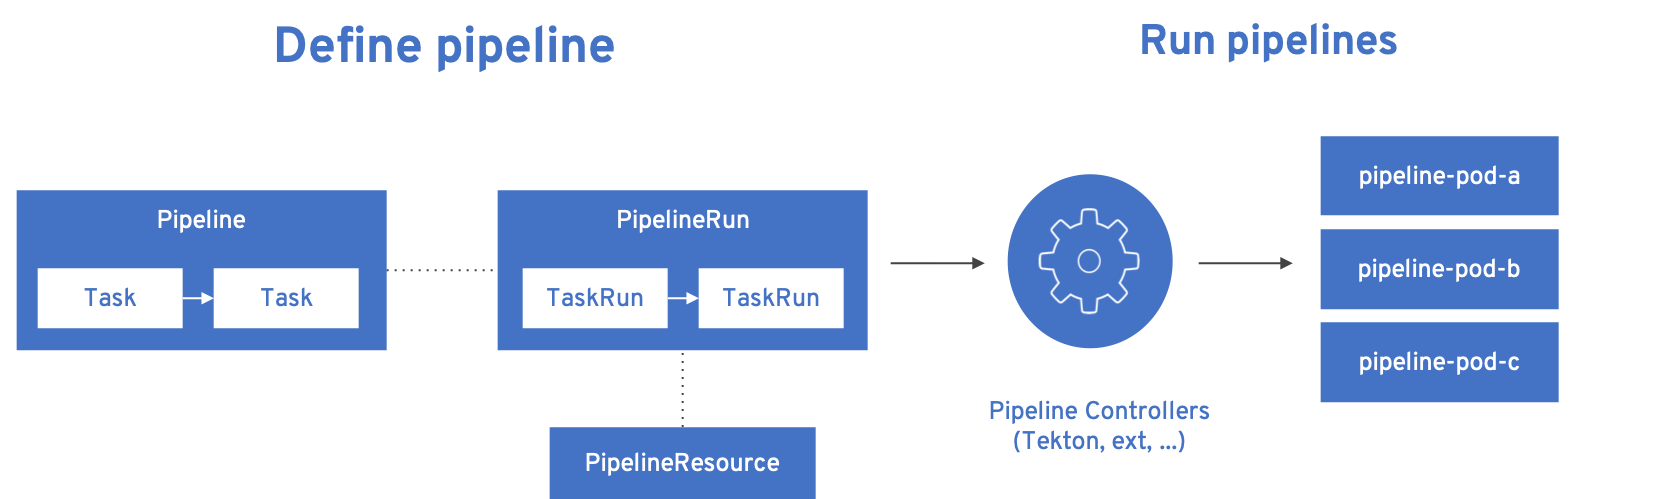 Define pipeline
Run pipelines
Pipeline
Task
Task
PipelineRun
TaskRun
TaskRun
PipelineResource
Pipeline Controllers
(Tekton, ext, ...)
pipeline-pod-a
pipeline-pod-b
pipeline-pod-c